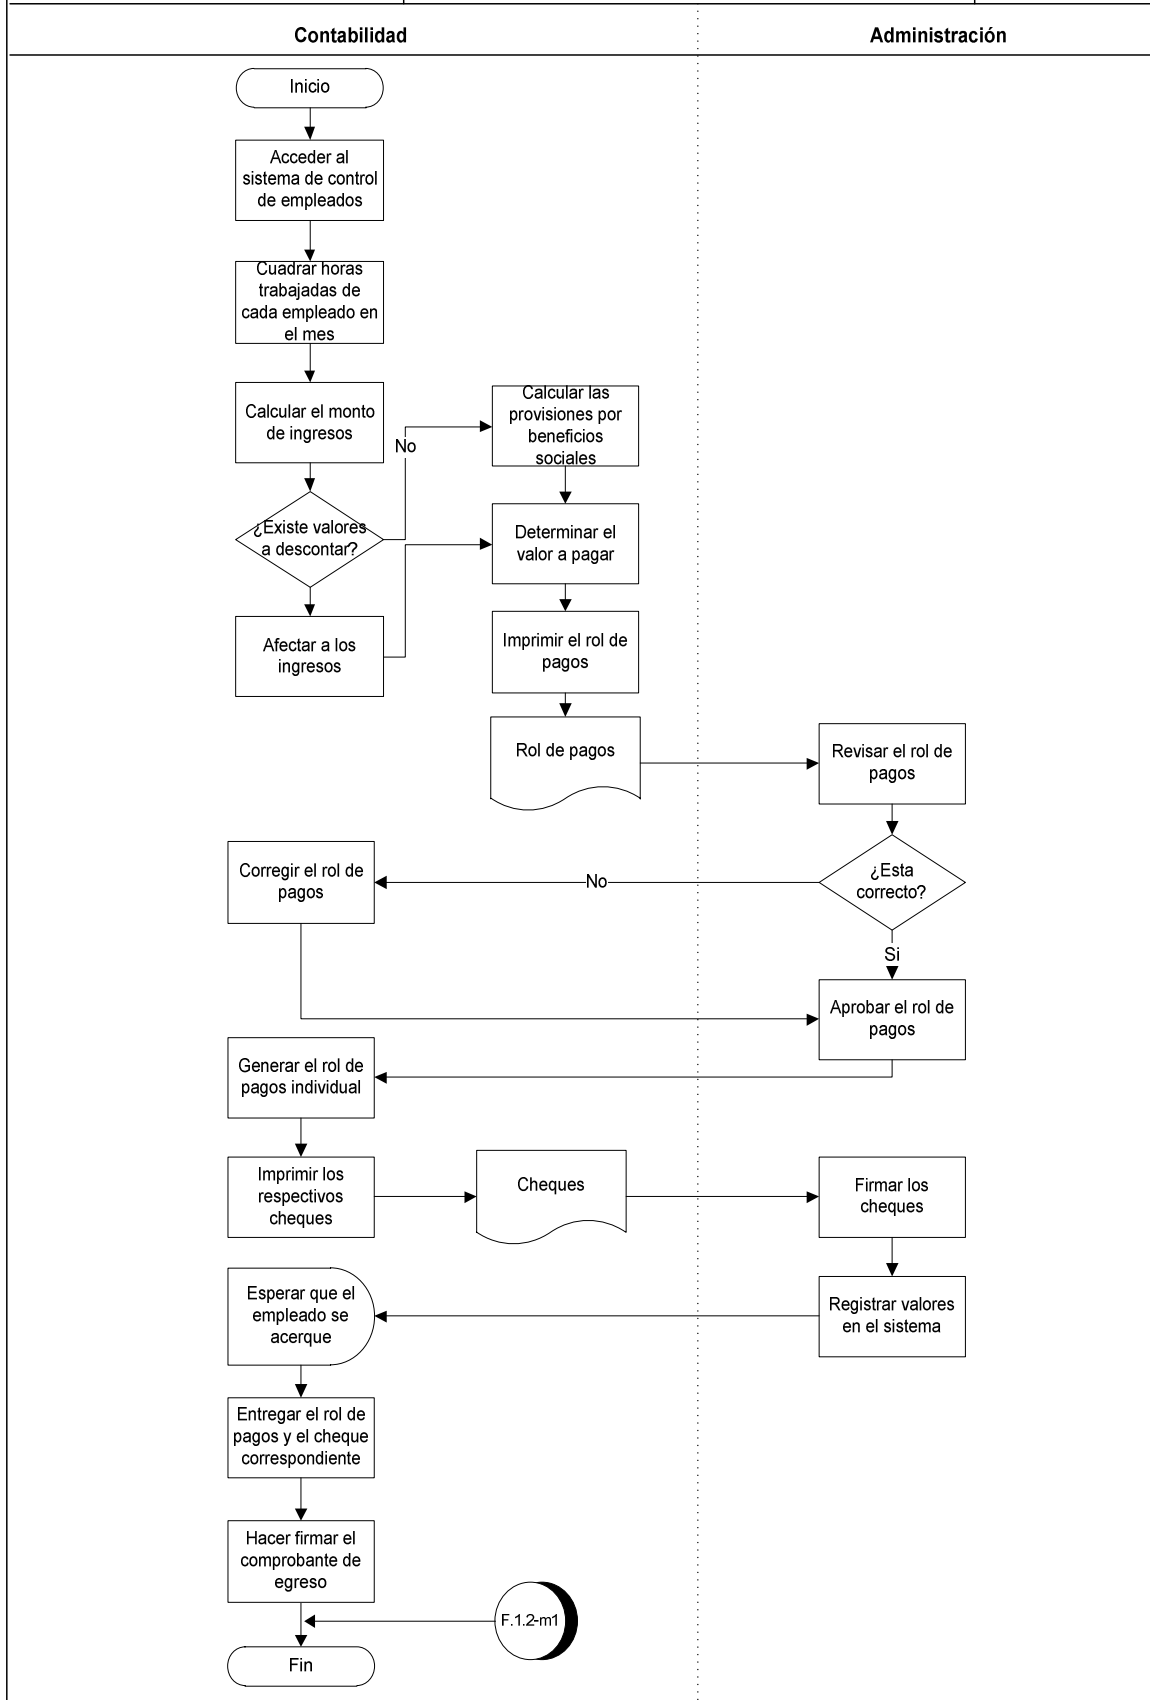 Contabilidad
Administración
Inicio
Acceder al
sistema de control
de empleados
Cuadrar horas
trabajadas de
cada empleado en
el mes
Calcular el monto
de ingresos
No
Calcular las
provisiones por
beneficios
sociales
¿Existe valores
a descontar?
Determinar el
valor a pagar
Afectar a los
ingresos
Imprimir el rol de
pagos
Rol de pagos
Revisar el rol de
pagos
¿Esta
correcto?
No
Corregir el rol de
pagos
Si
Aprobar el rol de
pagos
Generar el rol de
pagos individual
Imprimir los
respectivos
cheques
Cheques
Firmar los
cheques
Registrar valores
en el sistema
Esperar que el
empleado se
acerque
Entregar el rol de
pagos y el cheque
correspondiente
Hacer firmar el
comprobante de
egreso
F.1.2-m1
Fin